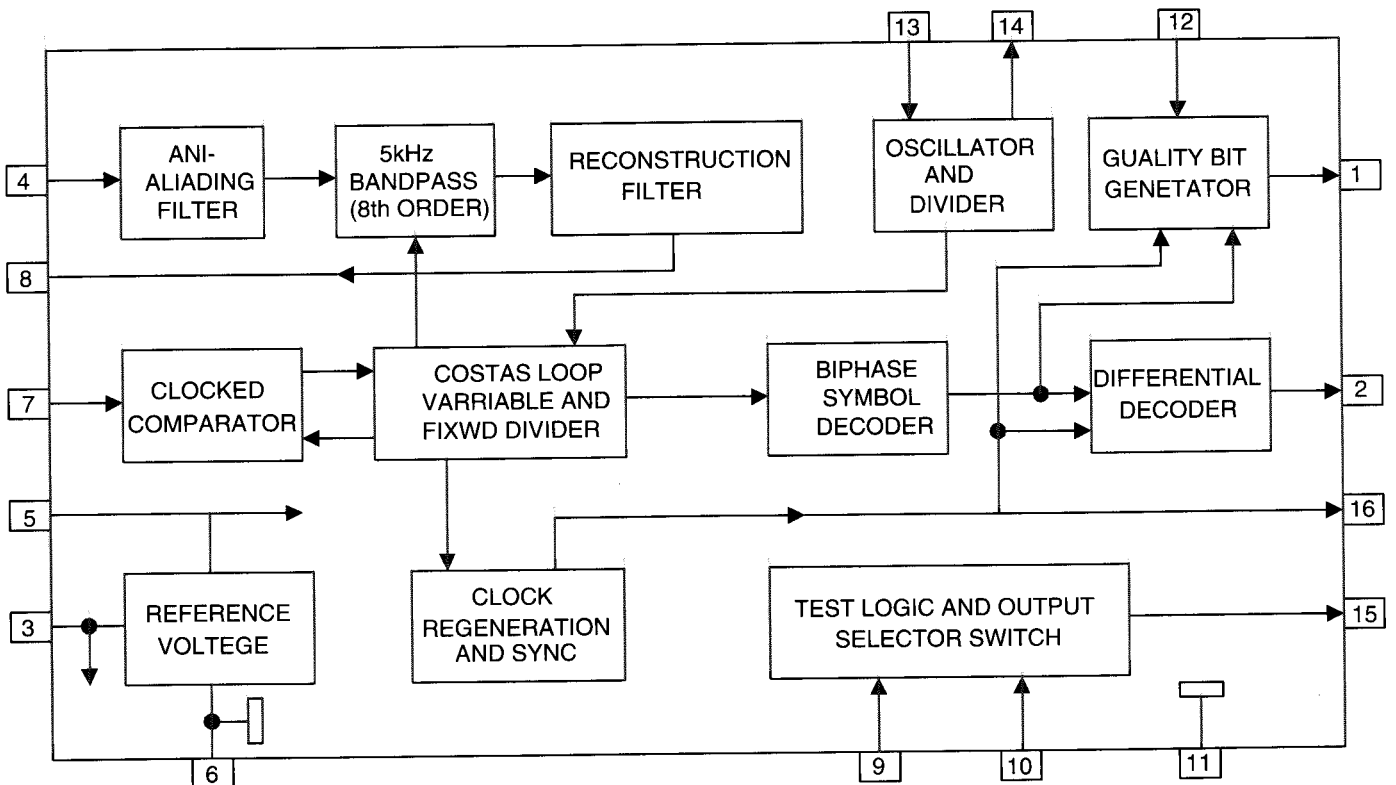 13
14
12
4
ANI-
ALIADING
FILTER
5kHz
BANDPASS
(8th ORDER)
RECONSTRUCTION
FILTER
OSCILLATOR
AND
DIVIDER
GUALITY BIT
GENETATOR
1
8
7
CLOCKED
COMPARATOR
COSTAS LOOP
VARRIABLE AND
FIXWD DIVIDER
BIPHASE
SYMBOL
DECODER
DIFFERENTIAL
DECODER
2
5
16
3
REFERENCE
VOLTEGE
CLOCK
REGENERATION
AND SYNC
TEST LOGIC AND OUTPUT
SELECTOR SWITCH
15
6
9
10
11